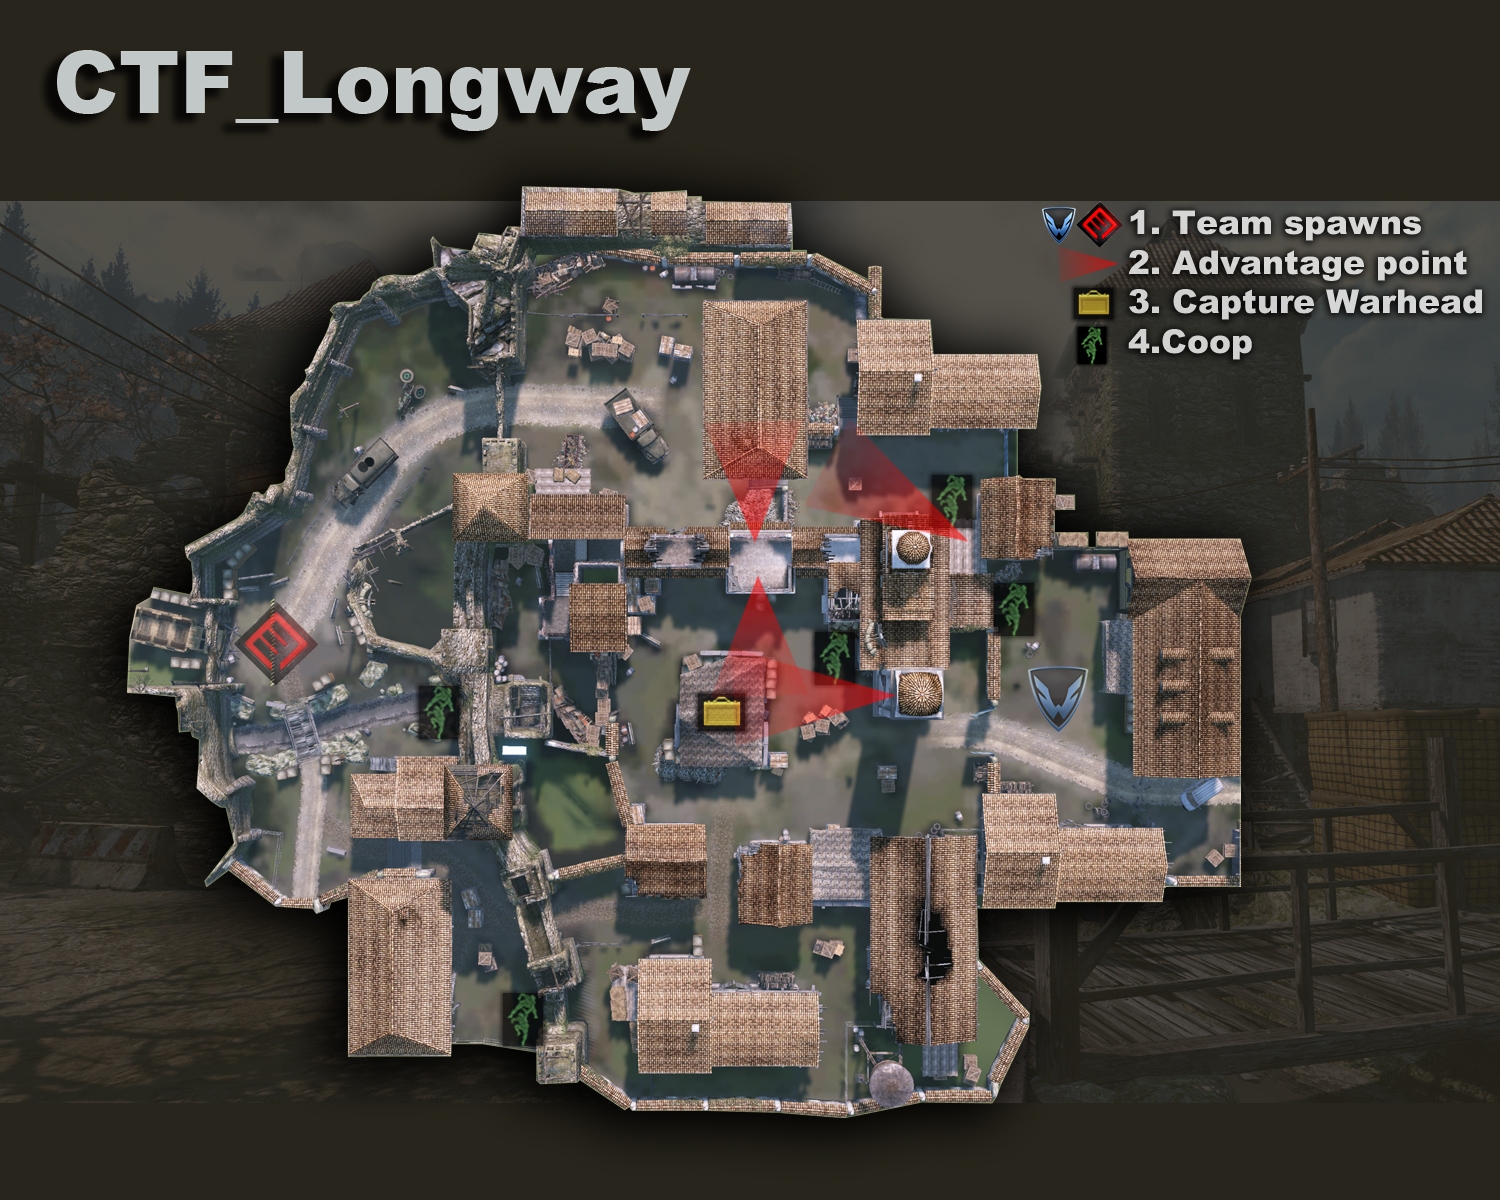 CTF_Longway
1. Team spawns
2. Advantage point
3. Capture Warhead
4.Coop